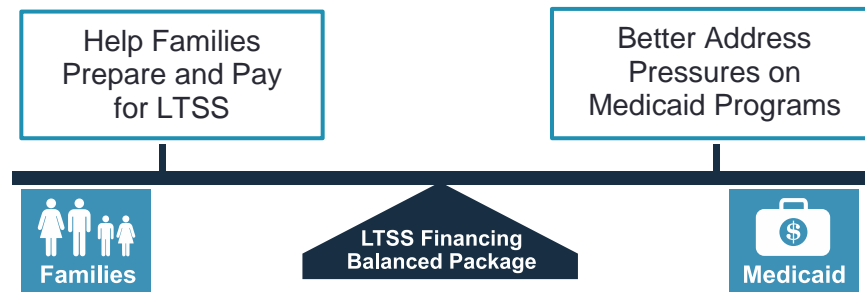 Help Families
Prepare and Pay
for LTSS
Better Address
Pressures on
Medicaid Programs
LTSS Financing
Balanced Package
Families
$
Medicaid